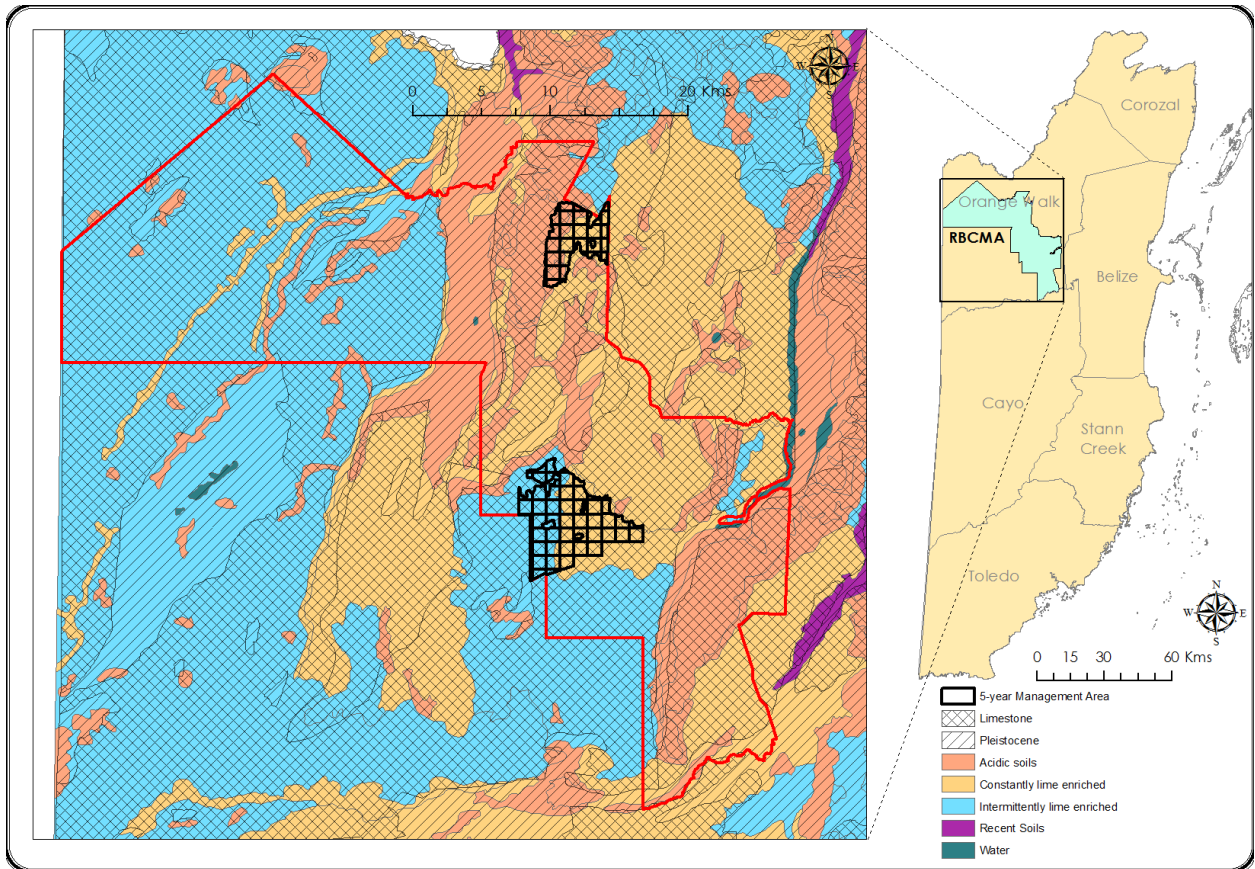 N
W E
S
0 5 10 20 Kms
Corozal
Orange Walk
RBCMA
Belize
Cayo
Stann
Creek
Toledo
N
W E
S
0 15 30 60 Kms
5-year Management Area
Limestone
Pleistocene
Acidic soils
Constantly lime enriched
Intermittently lime enriched
Recent Soils
Water